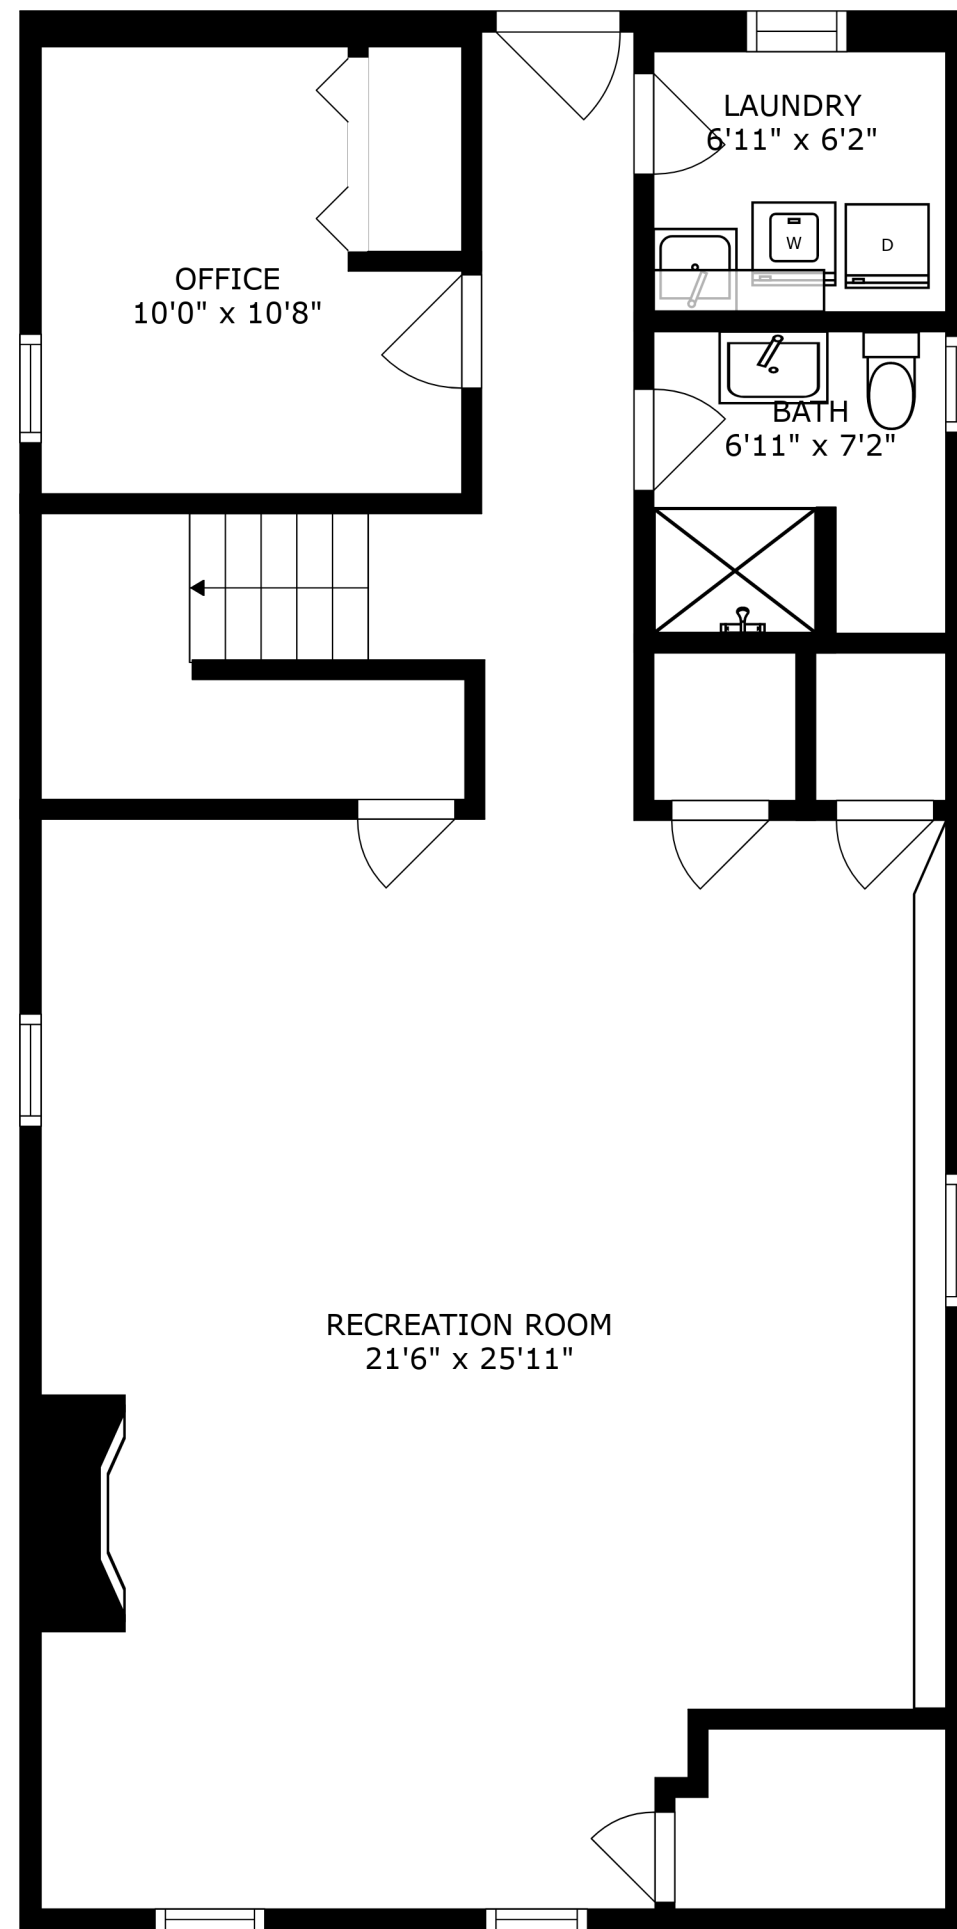 LAUNDRY
6'11" x 6'2"
W
D
OFFICE
10'0" x 10'8"
BATH
6'11" x 7'2"
RECREATION ROOM
21'6" x 25'11"